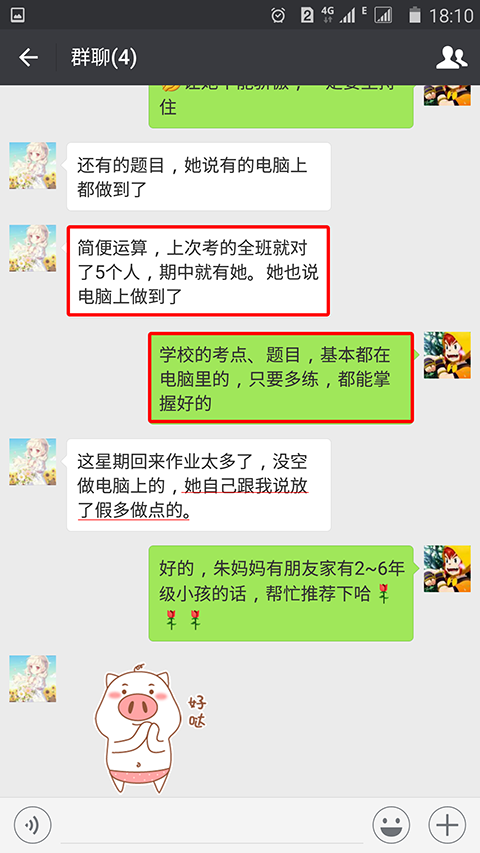 2 4G E 18:10
群聊(4)
住
还有的题目，她说有的电脑上
都做到了
简便运算，上次考的全班就对
了5个人，期中就有她。她也说
电脑上做到了
学校的考点、题目，基本都在
电脑里的，只要多练，都能掌
握好的
这星期回来作业太多了，没空
做电脑上的，她自己跟我说放
了假多做点的。
好的，朱妈妈有朋友家有2~6年
级小孩的话，帮忙推荐下哈🌹
🌹 🌹
好
哒